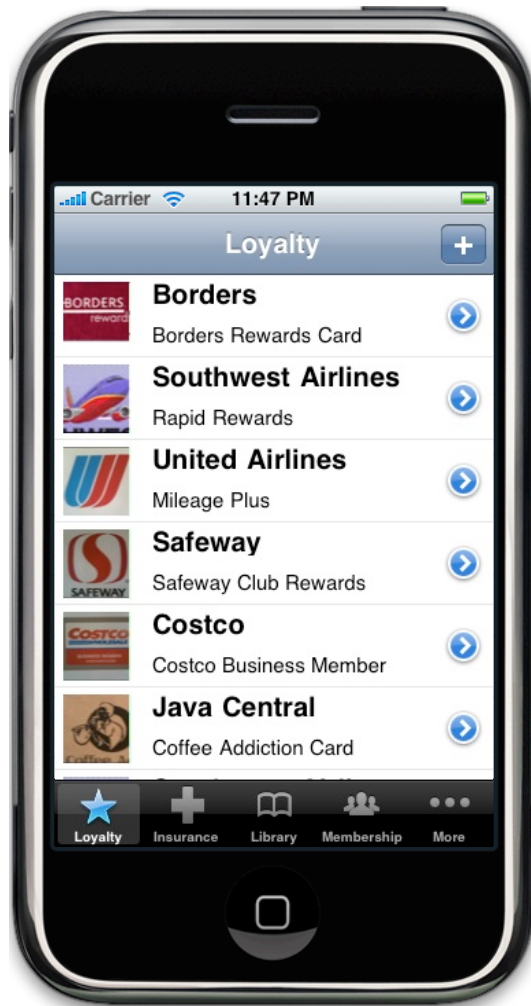 Carrier 11:47 PM
Loyalty
+
BORDERS
rewards
Borders
Borders Rewards Card
Southwest Airlines
Rapid Rewards
United Airlines
Mileage Plus
SAFEWAY
Safeway
Safeway Club Rewards
COSTCO
WHOLESALE
Costco
Costco Business Member
Java Central
Coffee Addiction Card
Coffee
Loyalty Insurance Library Membership More